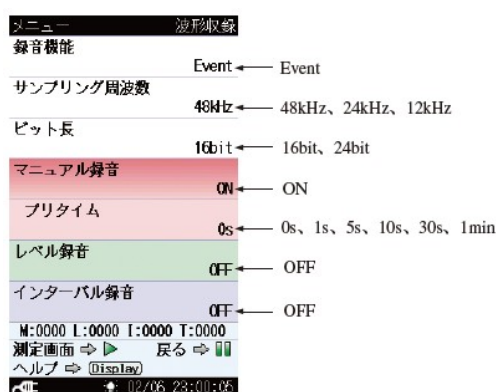 メニュー 波形収録
録音機能
Event ← Event
サンプリング周波数
48kHz ← 48kHz、24kHz、12kHz
ビット長
16bit ← 16bit、24bit
マニュアル録音
ON ← ON
プリタイム
0s ← 0s、1s、5s、10s、30s、1min
レベル録音
OFF ← OFF
インターバル録音
OFF ← OFF
M:0000 L:0000 I:0000 T:0000
測定画面 ⇨ ▷ 戻る ⇨ ▯▯
ヘルプ ⇨ Display
02/06 23:00:05